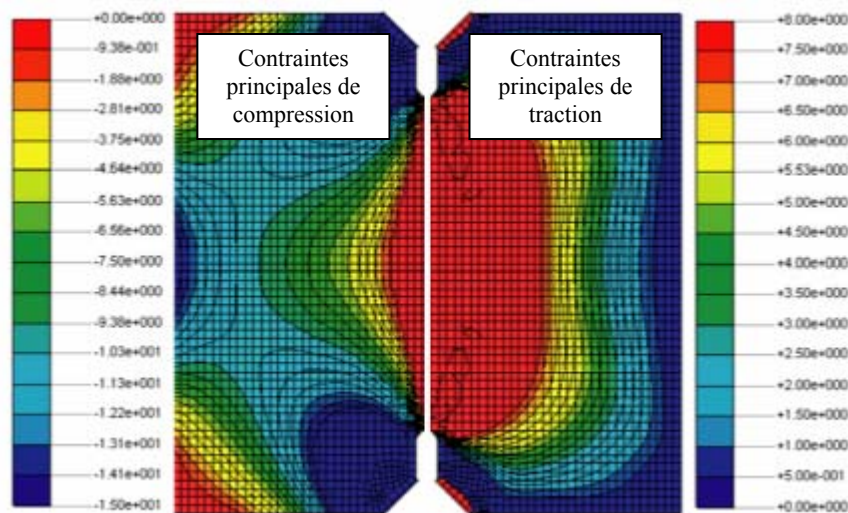 +0.00e+000
-9.38e-001
-1.88e+000
-2.81e+000
-3.75e+000
-4.54e+000
-5.63e+000
-6.56e+000
-7.50e+000
-8.44e+000
-9.38e+000
-1.03e+001
-1.13e+001
-1.22e+001
-1.31e+001
-1.41e+001
-1.50e+001
Contraintes
principales de
compression
Contraintes
principales de
traction
+8.00e+000
+7.50e+000
+7.00e+000
+6.50e+000
+6.00e+000
+5.53e+000
+5.00e+000
+4.50e+000
+4.00e+000
+3.50e+000
+3.00e+000
+2.50e+000
+2.00e+000
+1.50e+000
+1.00e+000
+5.00e-001
+0.00e+000